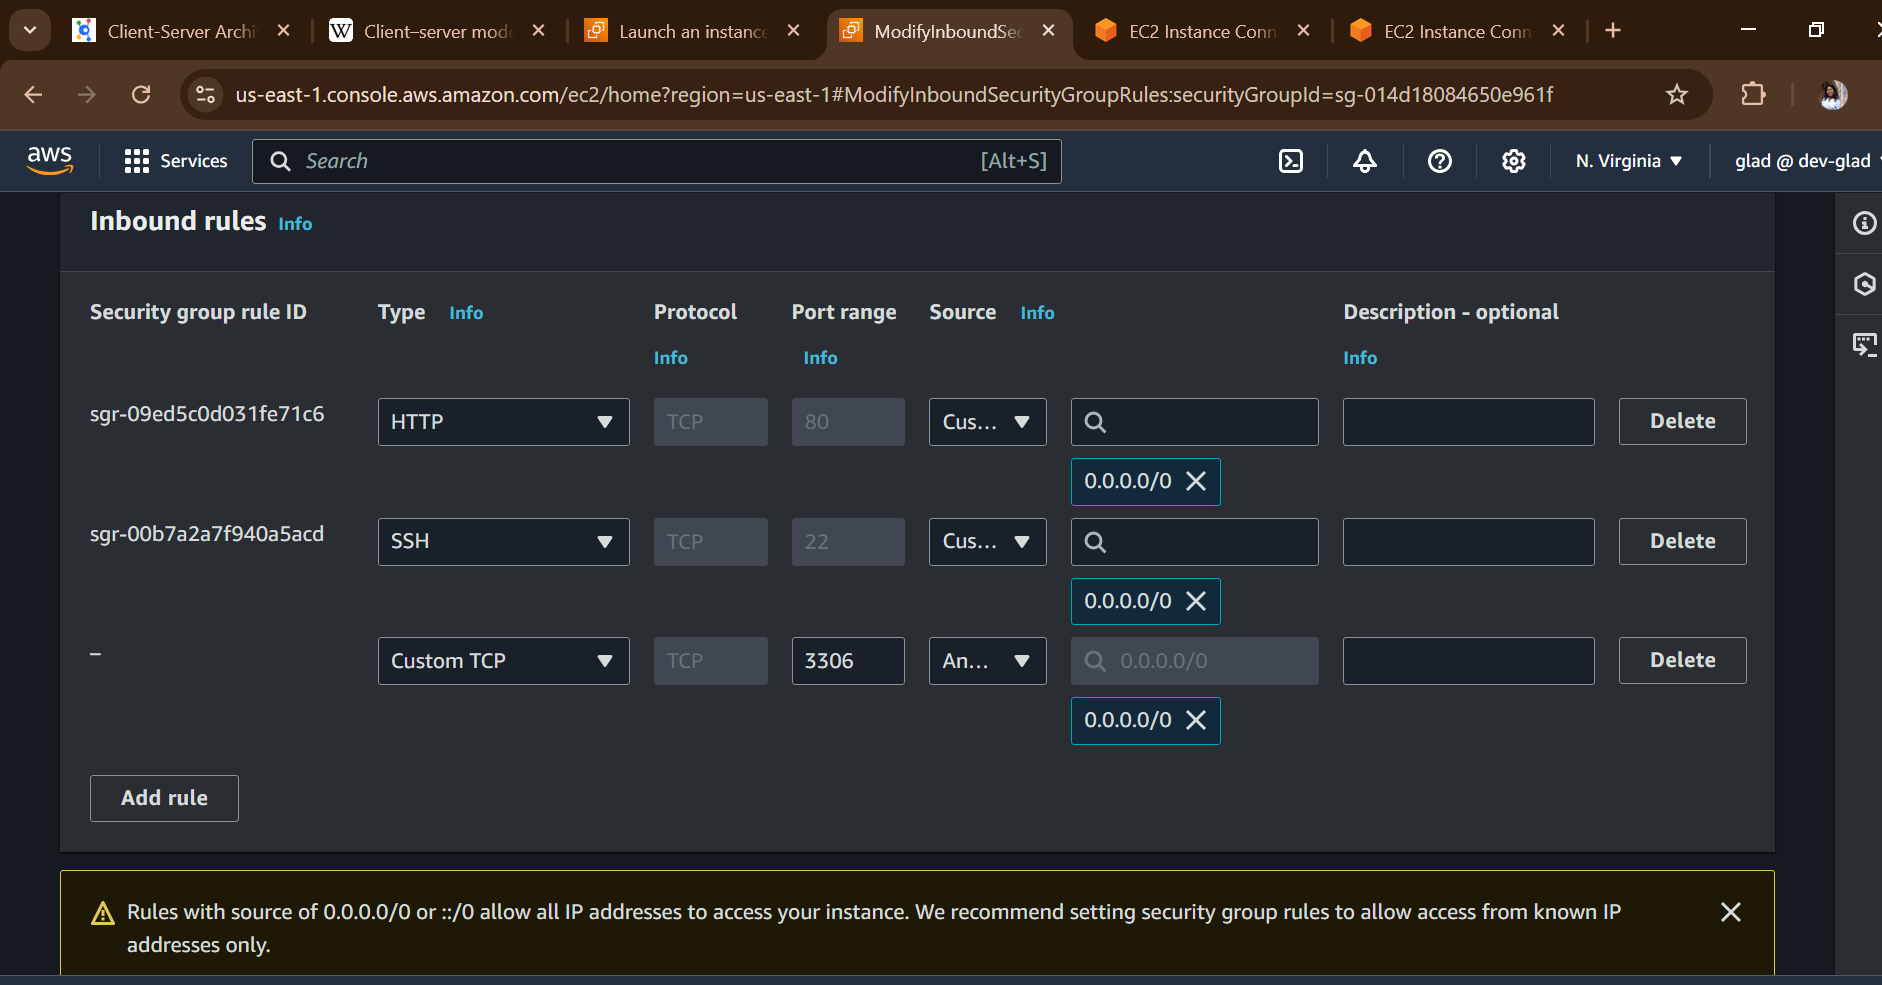 Client-Server Archi
Client–server mode
Launch an instance
ModifyInboundSec
EC2 Instance Conn
EC2 Instance Conn
us-east-1.console.aws.amazon.com/ec2/home?region=us-east-1#ModifyInboundSecurityGroupRules:securityGroupId=sg-014d18084650e961f
aws
Services
Search
[Alt+S]
N. Virginia
glad @ dev-glad
Inbound rules Info
Security group rule ID
Type Info
Protocol Info
Port range Info
Source Info
Description - optional Info
sgr-09ed5c0d031fe71c6
HTTP
TCP
80
Cus...
Delete
0.0.0.0/0
sgr-00b7a2a7f940a5acd
SSH
TCP
22
Cus...
Delete
0.0.0.0/0
–
Custom TCP
TCP
3306
An...
0.0.0.0/0
Delete
0.0.0.0/0
Add rule
Rules with source of 0.0.0.0/0 or ::/0 allow all IP addresses to access your instance. We recommend setting security group rules to allow access from known IP
addresses only.